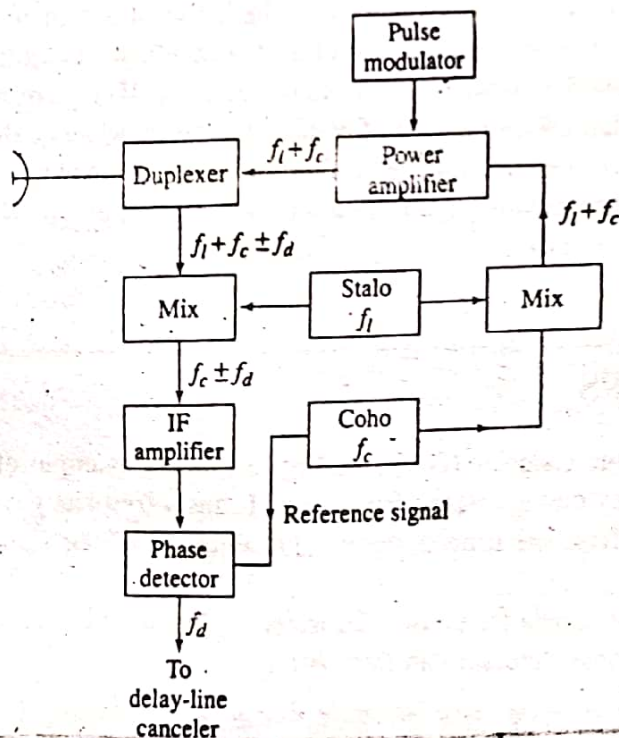 Pulse
modulator
Duplexer
f_l + f_c
Power
amplifier
f_l + f_c ± f_d
f_l + f_c
Mix
Stalo
f_l
Mix
f_c ± f_d
IF
amplifier
Coho
f_c
Reference signal
Phase
detector
f_d
To
delay-line
canceler